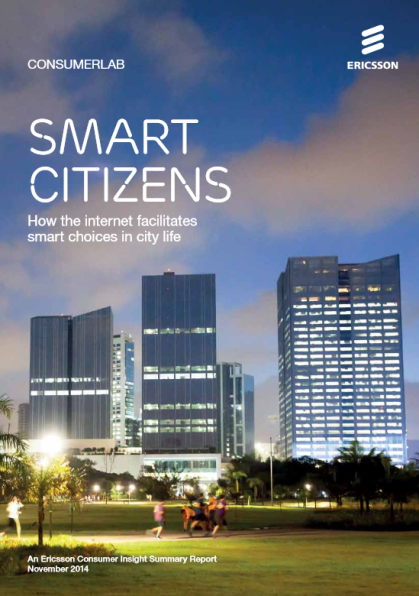 CONSUMERLAB
ERICSSON
SMART
CITIZENS
How the internet facilitates
smart choices in city life
An Ericsson Consumer Insight Summary Report
November 2014